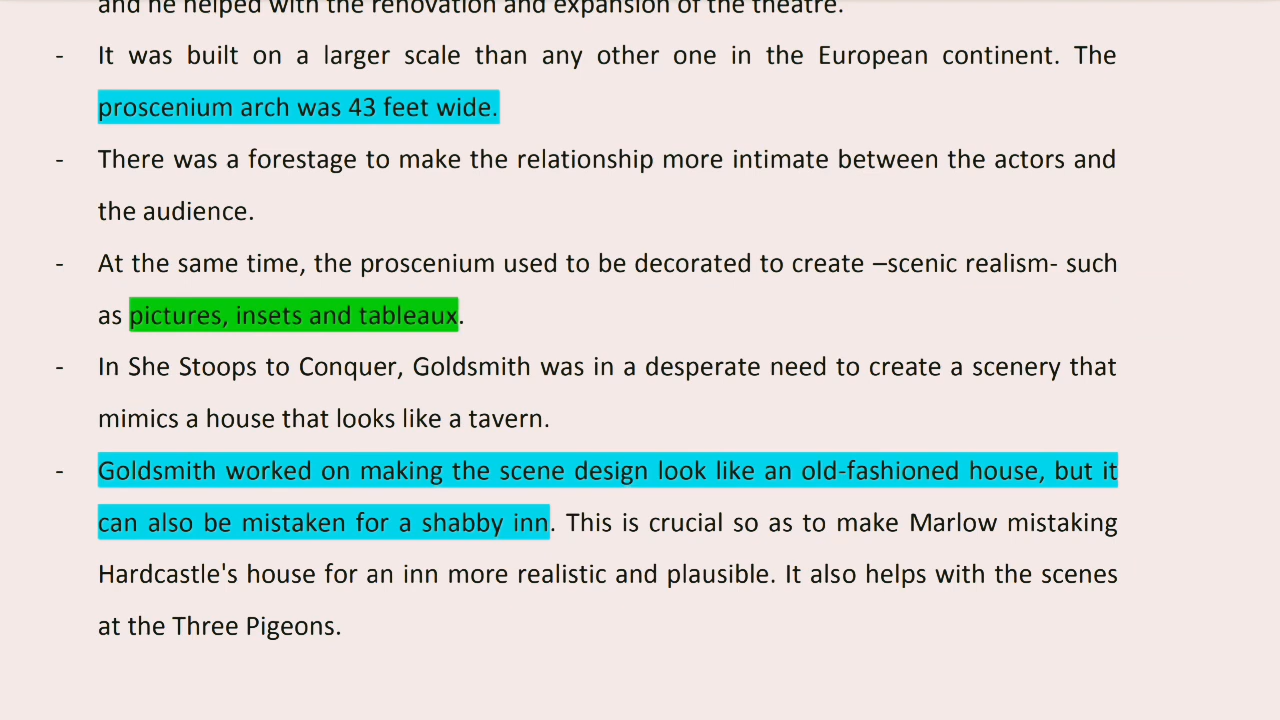 and he helped with the renovation and expansion of the theatre.
- It was built on a larger scale than any other one in the European continent. The
proscenium arch was 43 feet wide.
- There was a forestage to make the relationship more intimate between the actors and
the audience.
- At the same time, the proscenium used to be decorated to create –scenic realism- such
as pictures, insets and tableaux.
- In She Stoops to Conquer, Goldsmith was in a desperate need to create a scenery that
mimics a house that looks like a tavern.
- Goldsmith worked on making the scene design look like an old-fashioned house, but it
can also be mistaken for a shabby inn. This is crucial so as to make Marlow mistaking
Hardcastle's house for an inn more realistic and plausible. It also helps with the scenes
at the Three Pigeons.